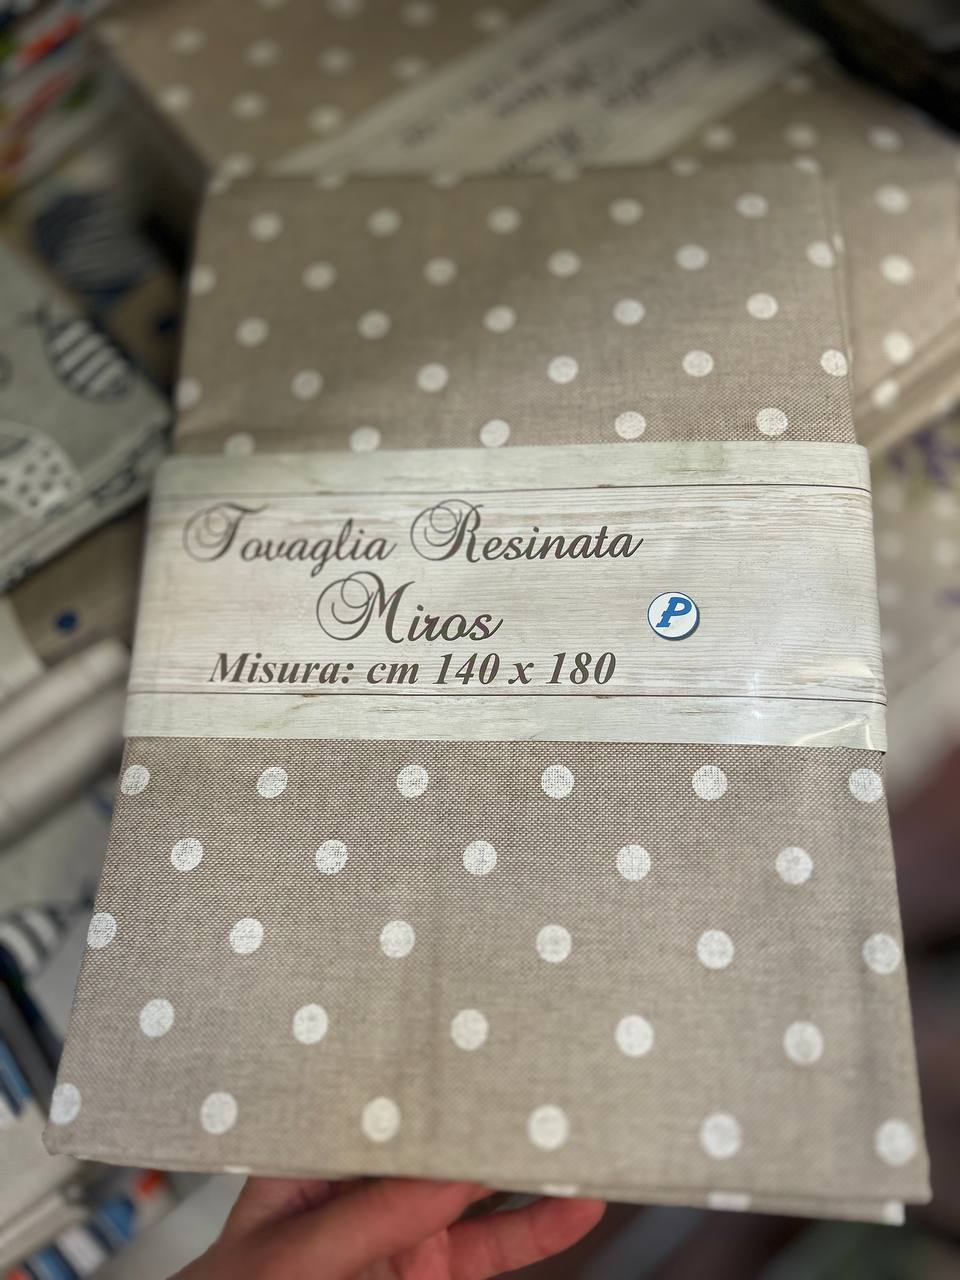 Tovaglia Resinata
Miros
P
Misura: cm 140 x 180